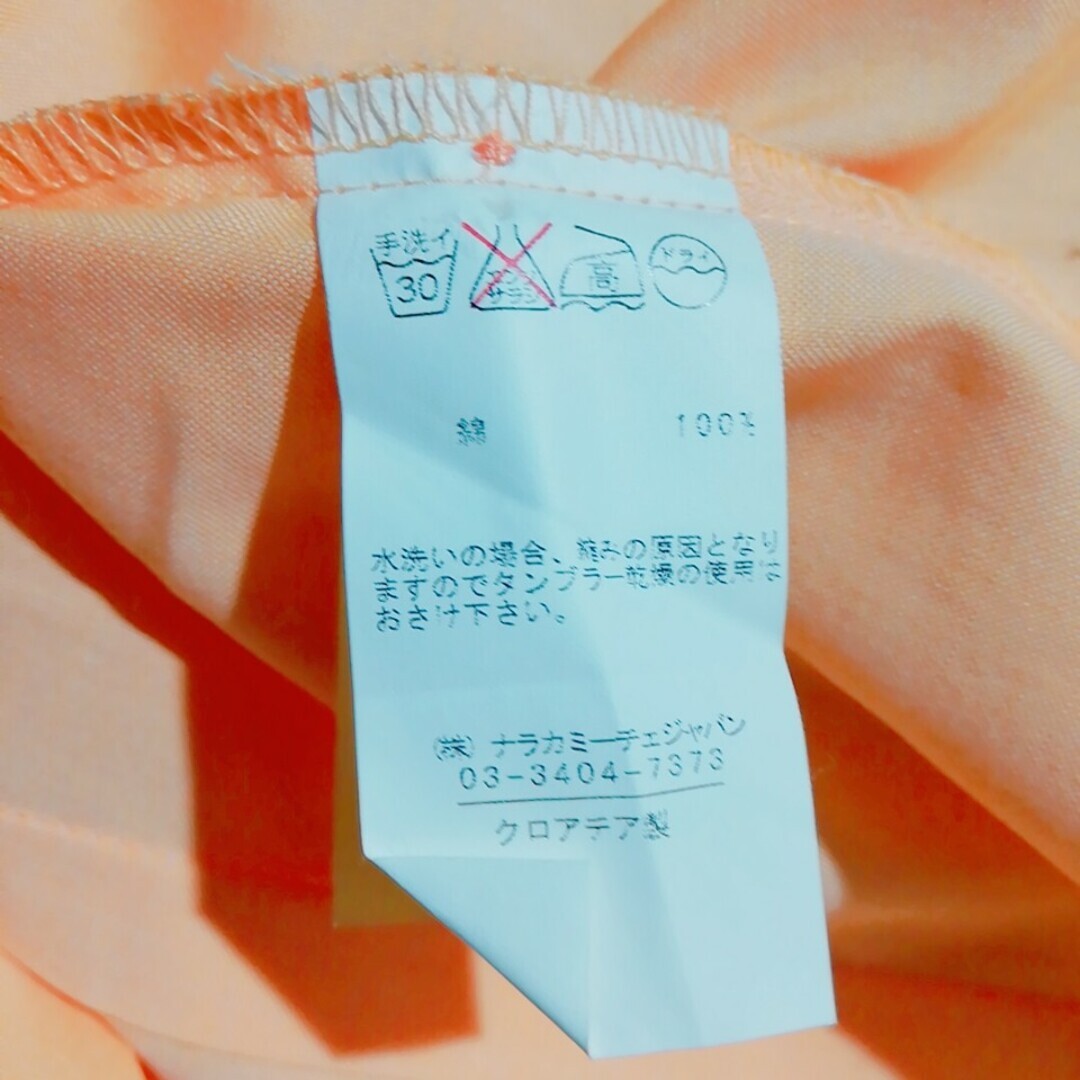 手洗イ
30
高
ドライ
綿 100%
水洗いの場合、縮みの原因となり
ますのでタンブラー乾燥の使用は
おさけ下さい。
(株) ナラカミーチェジャパン
03-3404-7373
クロアテア製